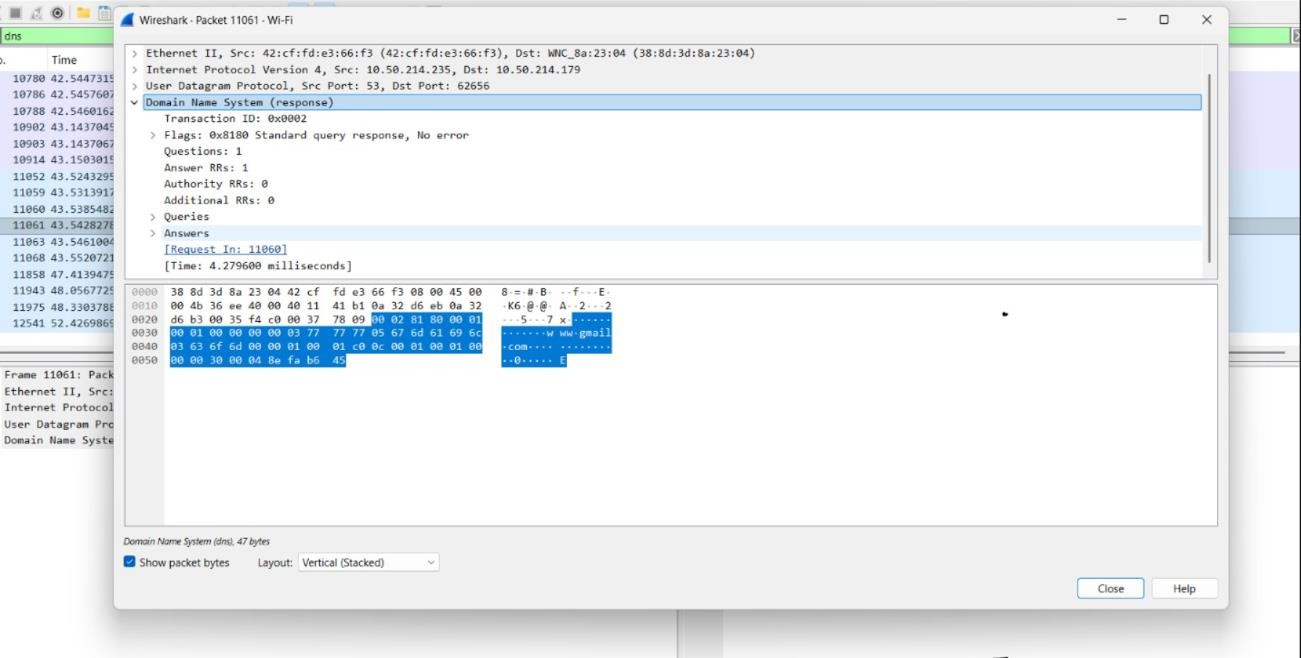 Wireshark · Packet 11061 · Wi-Fi
dns
Time
10780 42.5447315
10786 42.5457607
10788 42.5460162
10902 43.1437045
10903 43.1437067
10914 43.1503015
11052 43.5243295
11059 43.5313917
11060 43.5385482
11061 43.5428278
11063 43.5461004
11068 43.5520721
11858 47.4139475
11943 48.0567725
11975 48.3303788
12541 52.4269869
Frame 11061: Pack
Ethernet II, Src:
Internet Protocol
User Datagram Pro
Domain Name Syste
Ethernet II, Src: 42:cf:fd:e3:66:f3 (42:cf:fd:e3:66:f3), Dst: WNC_8a:23:04 (38:8d:3d:8a:23:04)
Internet Protocol Version 4, Src: 10.50.214.235, Dst: 10.50.214.179
User Datagram Protocol, Src Port: 53, Dst Port: 62656
Domain Name System (response)
Transaction ID: 0x0002
Flags: 0x8180 Standard query response, No error
Questions: 1
Answer RRs: 1
Authority RRs: 0
Additional RRs: 0
Queries
Answers
[Request In: 11060]
[Time: 4.279600 milliseconds]
0000 38 8d 3d 8a 23 04 42 cf fd e3 66 f3 08 00 45 00 8·=·#·B· ··f···E·
0010 00 4b 36 ee 40 00 40 11 41 b1 0a 32 d6 eb 0a 32 ·K6·@·@· A··2···2
0020 d6 b3 00 35 f4 c0 00 37 78 09 00 02 81 80 00 01 ···5···7 x·······
0030 00 01 00 00 00 00 03 77 77 77 05 67 6d 61 69 6c ·······w ww·gmail
0040 03 63 6f 6d 00 00 01 00 01 c0 0c 00 01 00 01 00 ·com···· ········
0050 00 00 30 00 04 8e fa b6 45 ··0····· E
Domain Name System (dns), 47 bytes
Show packet bytes Layout: Vertical (Stacked)
Close Help